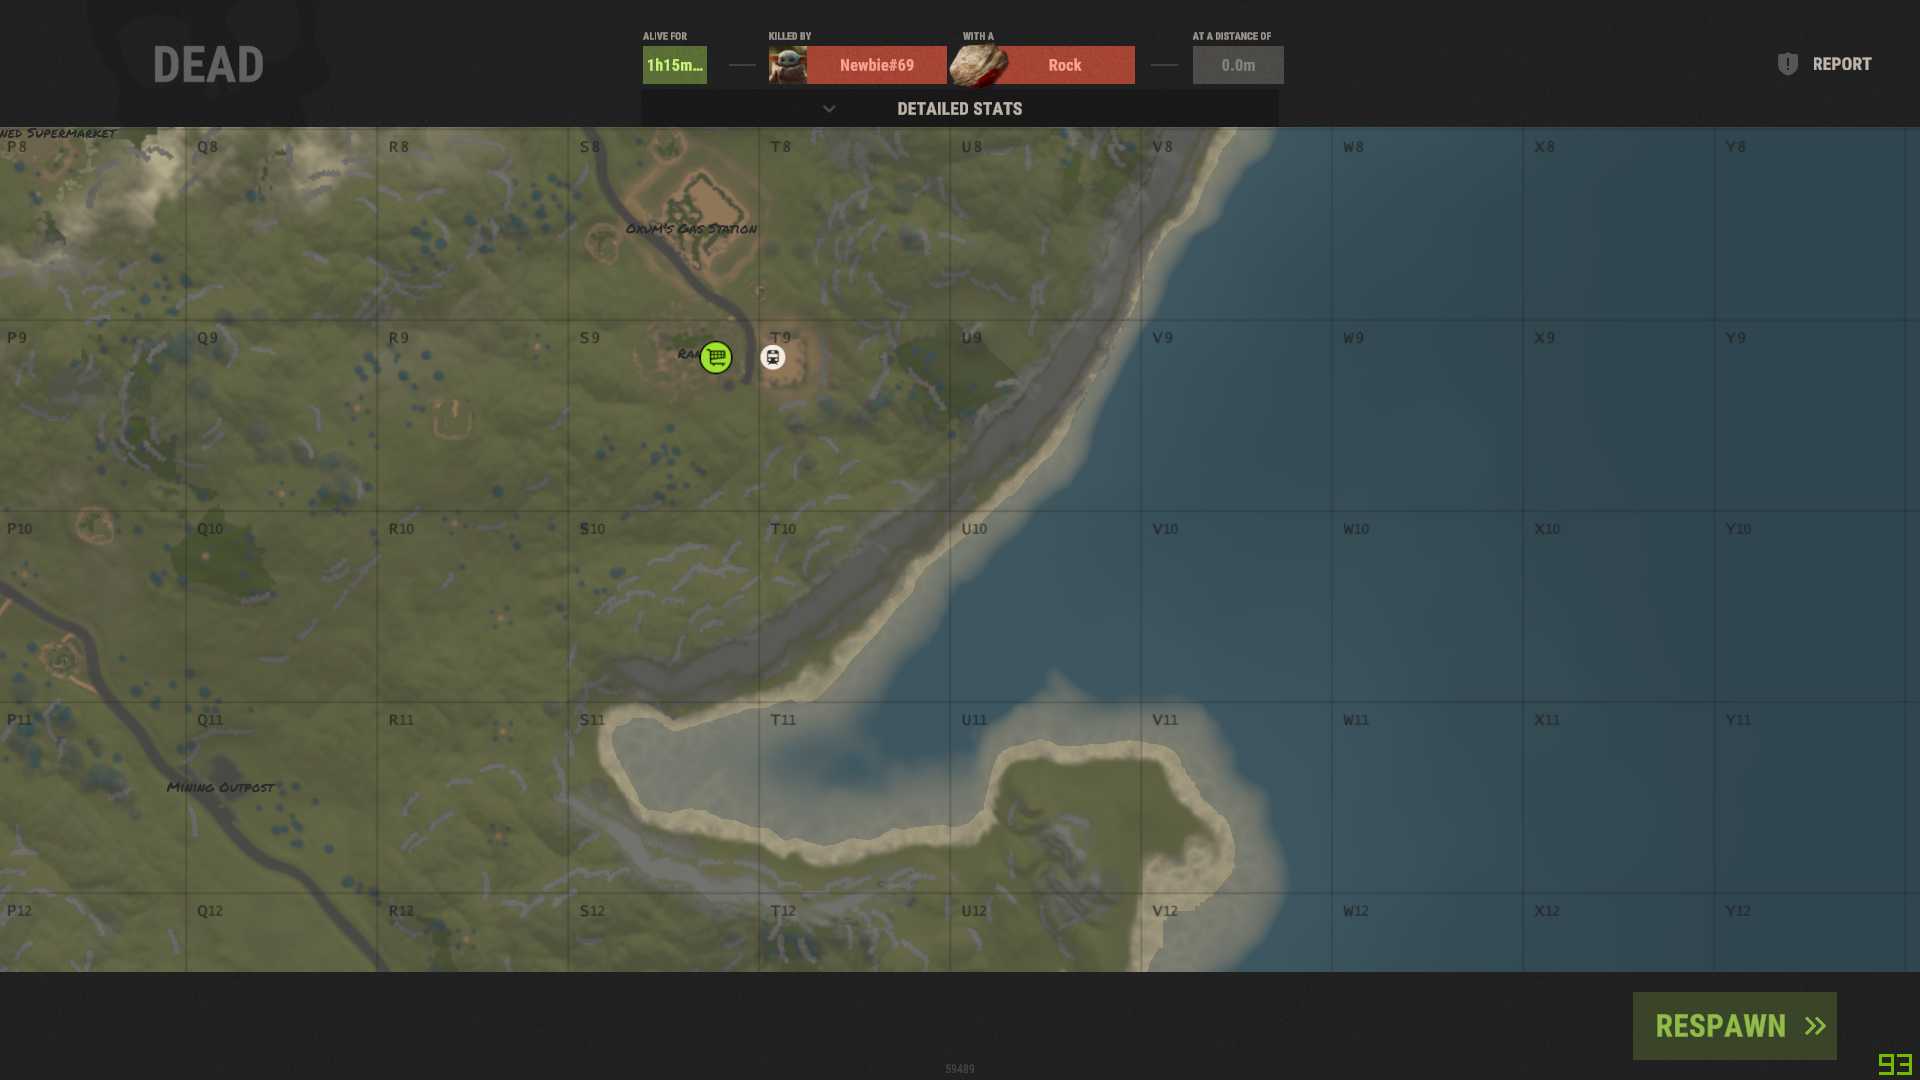 DEAD
ALIVE FOR
KILLED BY
WITH A
AT A DISTANCE OF
1h15m...
Newbie#69
Rock
0.0m
REPORT
DETAILED STATS
NED SUPERMARKET
P8
Q8
R8
S8
T8
U8
V8
W8
X8
Y8
OXUM'S GAS STATION
P9
Q9
R9
S9
T9
U9
V9
W9
X9
Y9
P10
Q10
R10
S10
T10
U10
V10
W10
X10
Y10
P11
Q11
R11
S11
T11
U11
V11
W11
X11
Y11
MINING OUTPOST
P12
Q12
R12
S12
T12
U12
V12
W12
X12
Y12
RESPAWN
59489
93